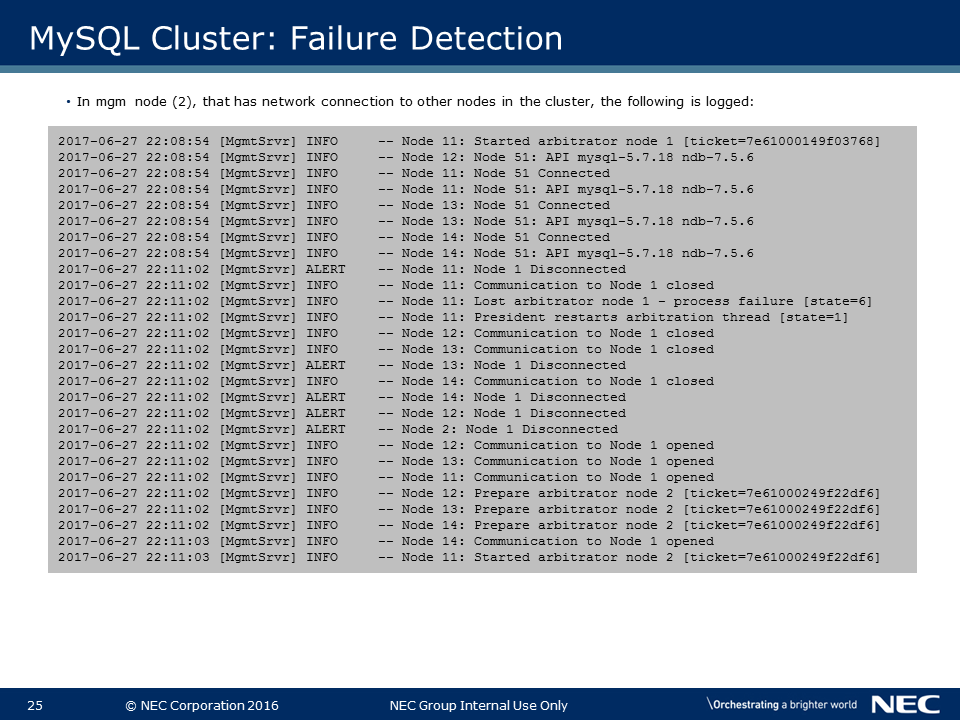 MySQL Cluster: Failure Detection
• In mgm node (2), that has network connection to other nodes in the cluster, the following is logged:
2017-06-27 22:08:54 [MgmtSrvr] INFO     -- Node 11: Started arbitrator node 1 [ticket=7e61000149f03768]
2017-06-27 22:08:54 [MgmtSrvr] INFO     -- Node 12: Node 51: API mysql-5.7.18 ndb-7.5.6
2017-06-27 22:08:54 [MgmtSrvr] INFO     -- Node 11: Node 51 Connected
2017-06-27 22:08:54 [MgmtSrvr] INFO     -- Node 11: Node 51: API mysql-5.7.18 ndb-7.5.6
2017-06-27 22:08:54 [MgmtSrvr] INFO     -- Node 13: Node 51 Connected
2017-06-27 22:08:54 [MgmtSrvr] INFO     -- Node 13: Node 51: API mysql-5.7.18 ndb-7.5.6
2017-06-27 22:08:54 [MgmtSrvr] INFO     -- Node 14: Node 51 Connected
2017-06-27 22:08:54 [MgmtSrvr] INFO     -- Node 14: Node 51: API mysql-5.7.18 ndb-7.5.6
2017-06-27 22:11:02 [MgmtSrvr] ALERT    -- Node 11: Node 1 Disconnected
2017-06-27 22:11:02 [MgmtSrvr] INFO     -- Node 11: Communication to Node 1 closed
2017-06-27 22:11:02 [MgmtSrvr] INFO     -- Node 11: Lost arbitrator node 1 - process failure [state=6]
2017-06-27 22:11:02 [MgmtSrvr] INFO     -- Node 11: President restarts arbitration thread [state=1]
2017-06-27 22:11:02 [MgmtSrvr] INFO     -- Node 12: Communication to Node 1 closed
2017-06-27 22:11:02 [MgmtSrvr] INFO     -- Node 13: Communication to Node 1 closed
2017-06-27 22:11:02 [MgmtSrvr] ALERT    -- Node 13: Node 1 Disconnected
2017-06-27 22:11:02 [MgmtSrvr] INFO     -- Node 14: Communication to Node 1 closed
2017-06-27 22:11:02 [MgmtSrvr] ALERT    -- Node 14: Node 1 Disconnected
2017-06-27 22:11:02 [MgmtSrvr] ALERT    -- Node 12: Node 1 Disconnected
2017-06-27 22:11:02 [MgmtSrvr] ALERT    -- Node 2: Node 1 Disconnected
2017-06-27 22:11:02 [MgmtSrvr] INFO     -- Node 12: Communication to Node 1 opened
2017-06-27 22:11:02 [MgmtSrvr] INFO     -- Node 13: Communication to Node 1 opened
2017-06-27 22:11:02 [MgmtSrvr] INFO     -- Node 11: Communication to Node 1 opened
2017-06-27 22:11:02 [MgmtSrvr] INFO     -- Node 12: Prepare arbitrator node 2 [ticket=7e61000249f22df6]
2017-06-27 22:11:02 [MgmtSrvr] INFO     -- Node 13: Prepare arbitrator node 2 [ticket=7e61000249f22df6]
2017-06-27 22:11:02 [MgmtSrvr] INFO     -- Node 14: Prepare arbitrator node 2 [ticket=7e61000249f22df6]
2017-06-27 22:11:03 [MgmtSrvr] INFO     -- Node 14: Communication to Node 1 opened
2017-06-27 22:11:03 [MgmtSrvr] INFO     -- Node 11: Started arbitrator node 2 [ticket=7e61000249f22df6]
25 © NEC Corporation 2016 NEC Group Internal Use Only \Orchestrating a brighter world NEC